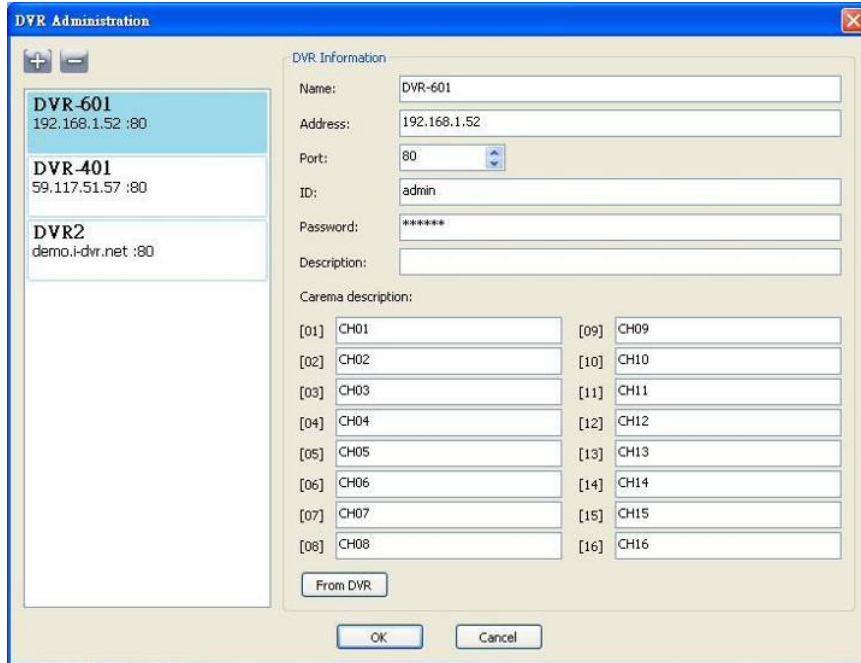 DVR Administration
DVR-601
192.168.1.52 :80
DVR-401
59.117.51.57 :80
DVR2
demo.i-dvr.net :80
DVR Information
Name: DVR-601
Address: 192.168.1.52
Port: 80
ID: admin
Password: ******
Description:
Carema description:
[01] CH01 [09] CH09
[02] CH02 [10] CH10
[03] CH03 [11] CH11
[04] CH04 [12] CH12
[05] CH05 [13] CH13
[06] CH06 [14] CH14
[07] CH07 [15] CH15
[08] CH08 [16] CH16
From DVR
OK Cancel